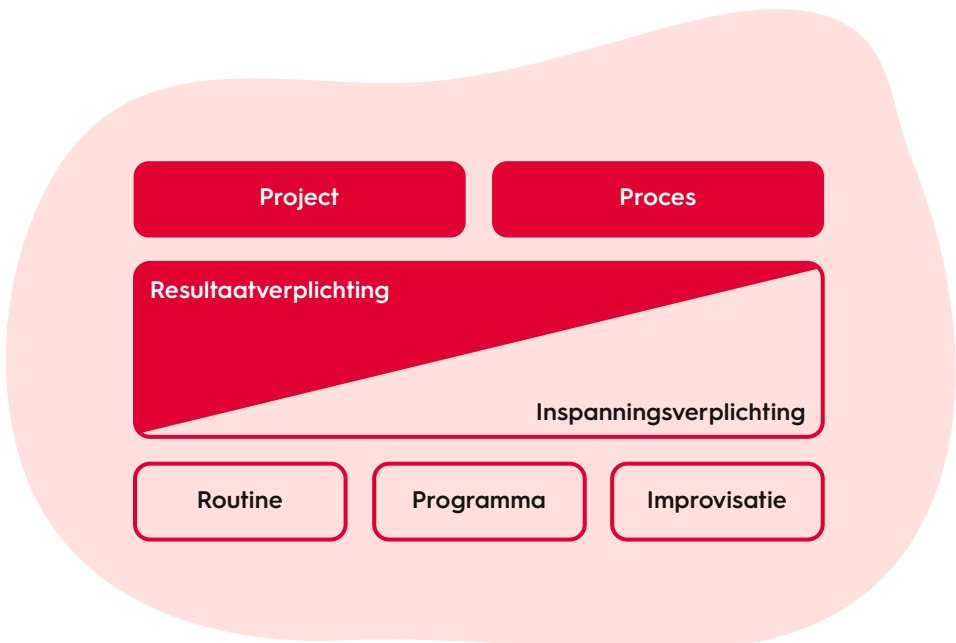 Project
Proces
Resultaatverplichting
Inspanningsverplichting
Routine
Programma
Improvisatie